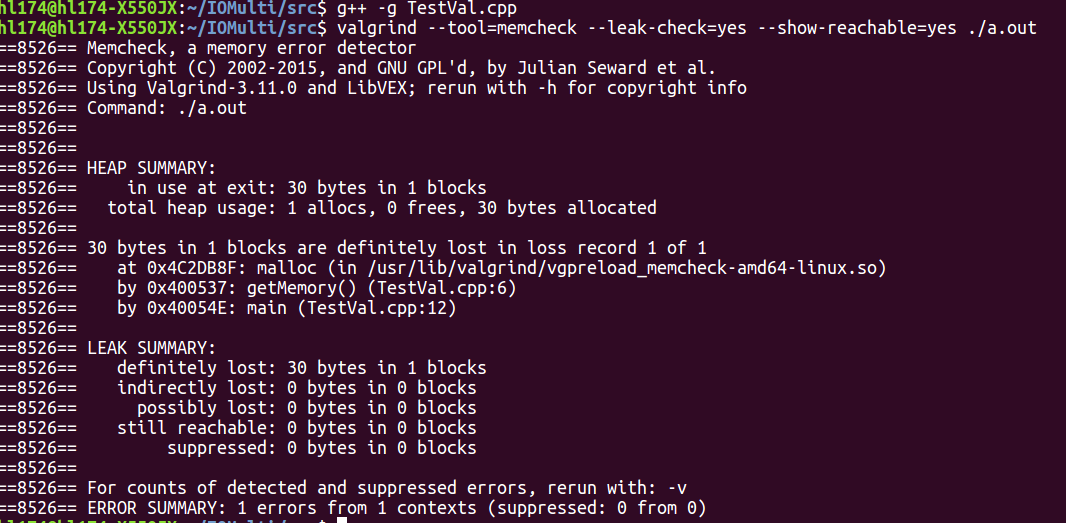 hl174@hl174-X550JX:~/IOMulti/src$ g++ -g TestVal.cpp
hl174@hl174-X550JX:~/IOMulti/src$ valgrind --tool=memcheck --leak-check=yes --show-reachable=yes ./a.out
==8526== Memcheck, a memory error detector
==8526== Copyright (C) 2002-2015, and GNU GPL'd, by Julian Seward et al.
==8526== Using Valgrind-3.11.0 and LibVEX; rerun with -h for copyright info
==8526== Command: ./a.out
==8526==
==8526==
==8526== HEAP SUMMARY:
==8526==     in use at exit: 30 bytes in 1 blocks
==8526==   total heap usage: 1 allocs, 0 frees, 30 bytes allocated
==8526==
==8526== 30 bytes in 1 blocks are definitely lost in loss record 1 of 1
==8526==    at 0x4C2DB8F: malloc (in /usr/lib/valgrind/vgpreload_memcheck-amd64-linux.so)
==8526==    by 0x400537: getMemory() (TestVal.cpp:6)
==8526==    by 0x40054E: main (TestVal.cpp:12)
==8526==
==8526== LEAK SUMMARY:
==8526==    definitely lost: 30 bytes in 1 blocks
==8526==    indirectly lost: 0 bytes in 0 blocks
==8526==      possibly lost: 0 bytes in 0 blocks
==8526==    still reachable: 0 bytes in 0 blocks
==8526==         suppressed: 0 bytes in 0 blocks
==8526==
==8526== For counts of detected and suppressed errors, rerun with: -v
==8526== ERROR SUMMARY: 1 errors from 1 contexts (suppressed: 0 from 0)
hl174@hl174-X550JX:~/IOMulti/src$